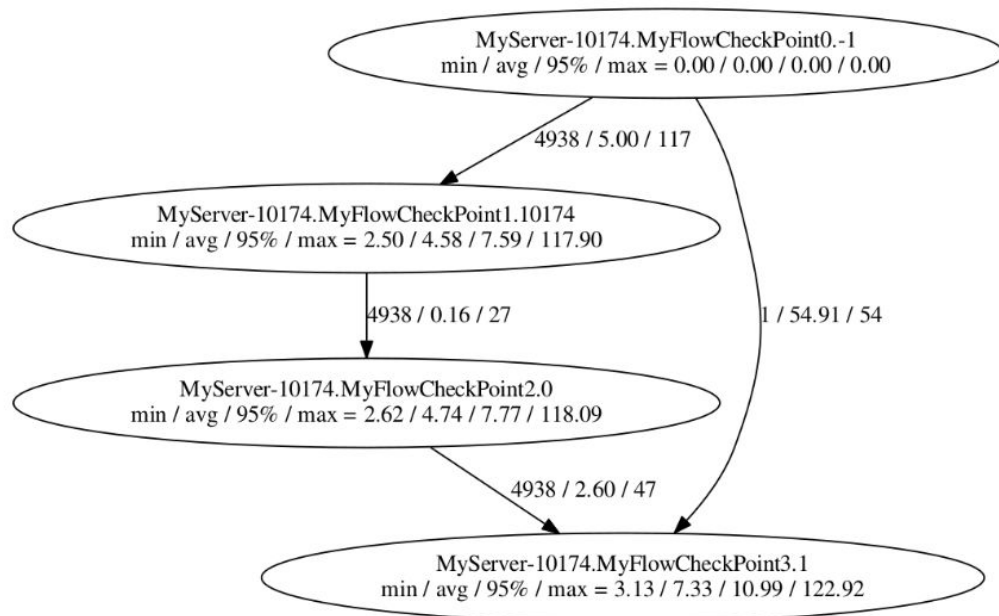 MyServer-10174.MyFlowCheckPoint0.-1
min / avg / 95% / max = 0.00 / 0.00 / 0.00 / 0.00
4938 / 5.00 / 117
MyServer-10174.MyFlowCheckPoint1.10174
min / avg / 95% / max = 2.50 / 4.58 / 7.59 / 117.90
4938 / 0.16 / 27
1 / 54.91 / 54
MyServer-10174.MyFlowCheckPoint2.0
min / avg / 95% / max = 2.62 / 4.74 / 7.77 / 118.09
4938 / 2.60 / 47
MyServer-10174.MyFlowCheckPoint3.1
min / avg / 95% / max = 3.13 / 7.33 / 10.99 / 122.92